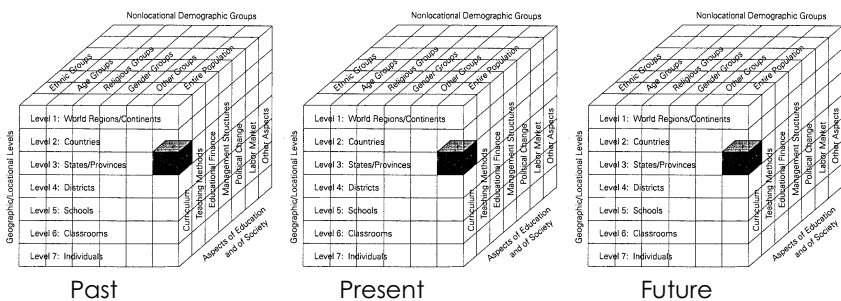 Nonlocational Demographic Groups
Ethnic Groups
Age Groups
Religious Groups
Gender Groups
Other Groups
Entire Population
Geographic/Locational Levels
Level 1: World Regions/Continents
Level 2: Countries
Level 3: States/Provinces
Level 4: Districts
Level 5: Schools
Level 6: Classrooms
Level 7: Individuals
Curriculum
Teaching Methods
Educational Finance
Management Structures
Political Change
Labor Market
Other Aspects
Aspects of Education
and of Society
Past
Nonlocational Demographic Groups
Ethnic Groups
Age Groups
Religious Groups
Gender Groups
Other Groups
Entire Population
Geographic/Locational Levels
Level 1: World Regions/Continents
Level 2: Countries
Level 3: States/Provinces
Level 4: Districts
Level 5: Schools
Level 6: Classrooms
Level 7: Individuals
Curriculum
Teaching Methods
Educational Finance
Management Structures
Political Change
Labor Market
Other Aspects
Aspects of Education
and of Society
Present
Nonlocational Demographic Groups
Ethnic Groups
Age Groups
Religious Groups
Gender Groups
Other Groups
Entire Population
Geographic/Locational Levels
Level 1: World Regions/Continents
Level 2: Countries
Level 3: States/Provinces
Level 4: Districts
Level 5: Schools
Level 6: Classrooms
Level 7: Individuals
Curriculum
Teaching Methods
Educational Finance
Management Structures
Political Change
Labor Market
Other Aspects
Aspects of Education
and of Society
Future